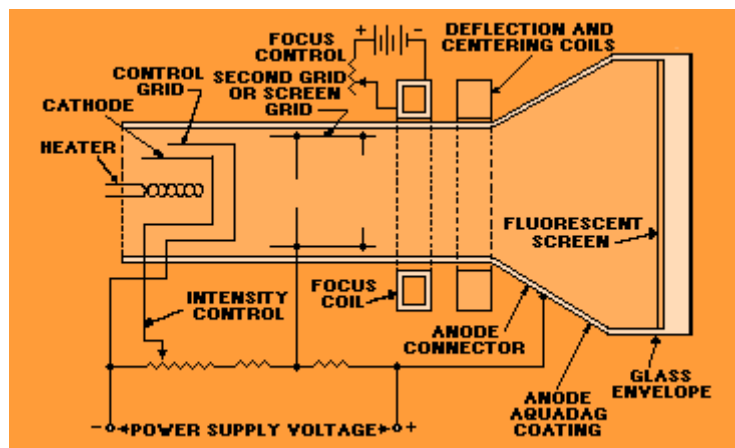 FOCUS
CONTROL
+
-
DEFLECTION AND
CENTERING COILS
CONTROL
GRID
SECOND GRID
OR SCREEN
GRID
CATHODE
HEATER
FLUORESCENT
SCREEN
FOCUS
COIL
INTENSITY
CONTROL
ANODE
CONNECTOR
GLASS
ENVELOPE
ANODE
AQUADAG
COATING
- POWER SUPPLY VOLTAGE +